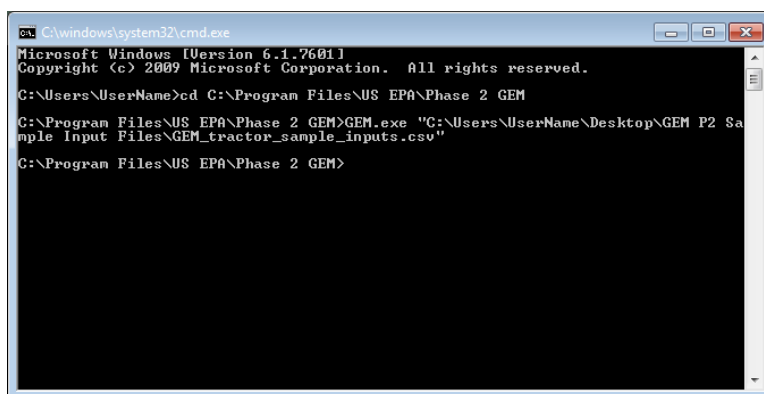 C:\windows\system32\cmd.exe
Microsoft Windows [Version 6.1.7601]
Copyright (c) 2009 Microsoft Corporation.  All rights reserved.
C:\Users\UserName>cd C:\Program Files\US EPA\Phase 2 GEM
C:\Program Files\US EPA\Phase 2 GEM>GEM.exe "C:\Users\UserName\Desktop\GEM P2 Sa
mple Input Files\GEM_tractor_sample_inputs.csv"
C:\Program Files\US EPA\Phase 2 GEM>